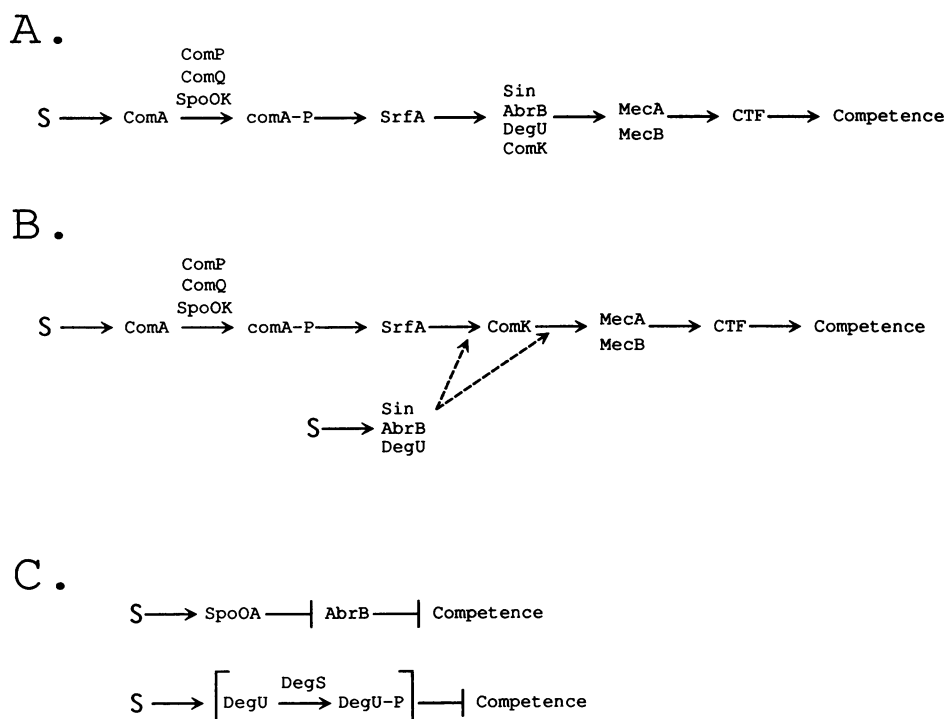 A.
ComP
ComQ
SpoOK
S ComA comA-P SrfA Sin AbrB DegU ComK MecA MecB CTF Competence
B.
ComP
ComQ
SpoOK
S ComA comA-P SrfA ComK MecA MecB CTF Competence
S Sin AbrB DegU
C.
S SpoOA AbrB Competence
DegS
S DegU DegU-P Competence